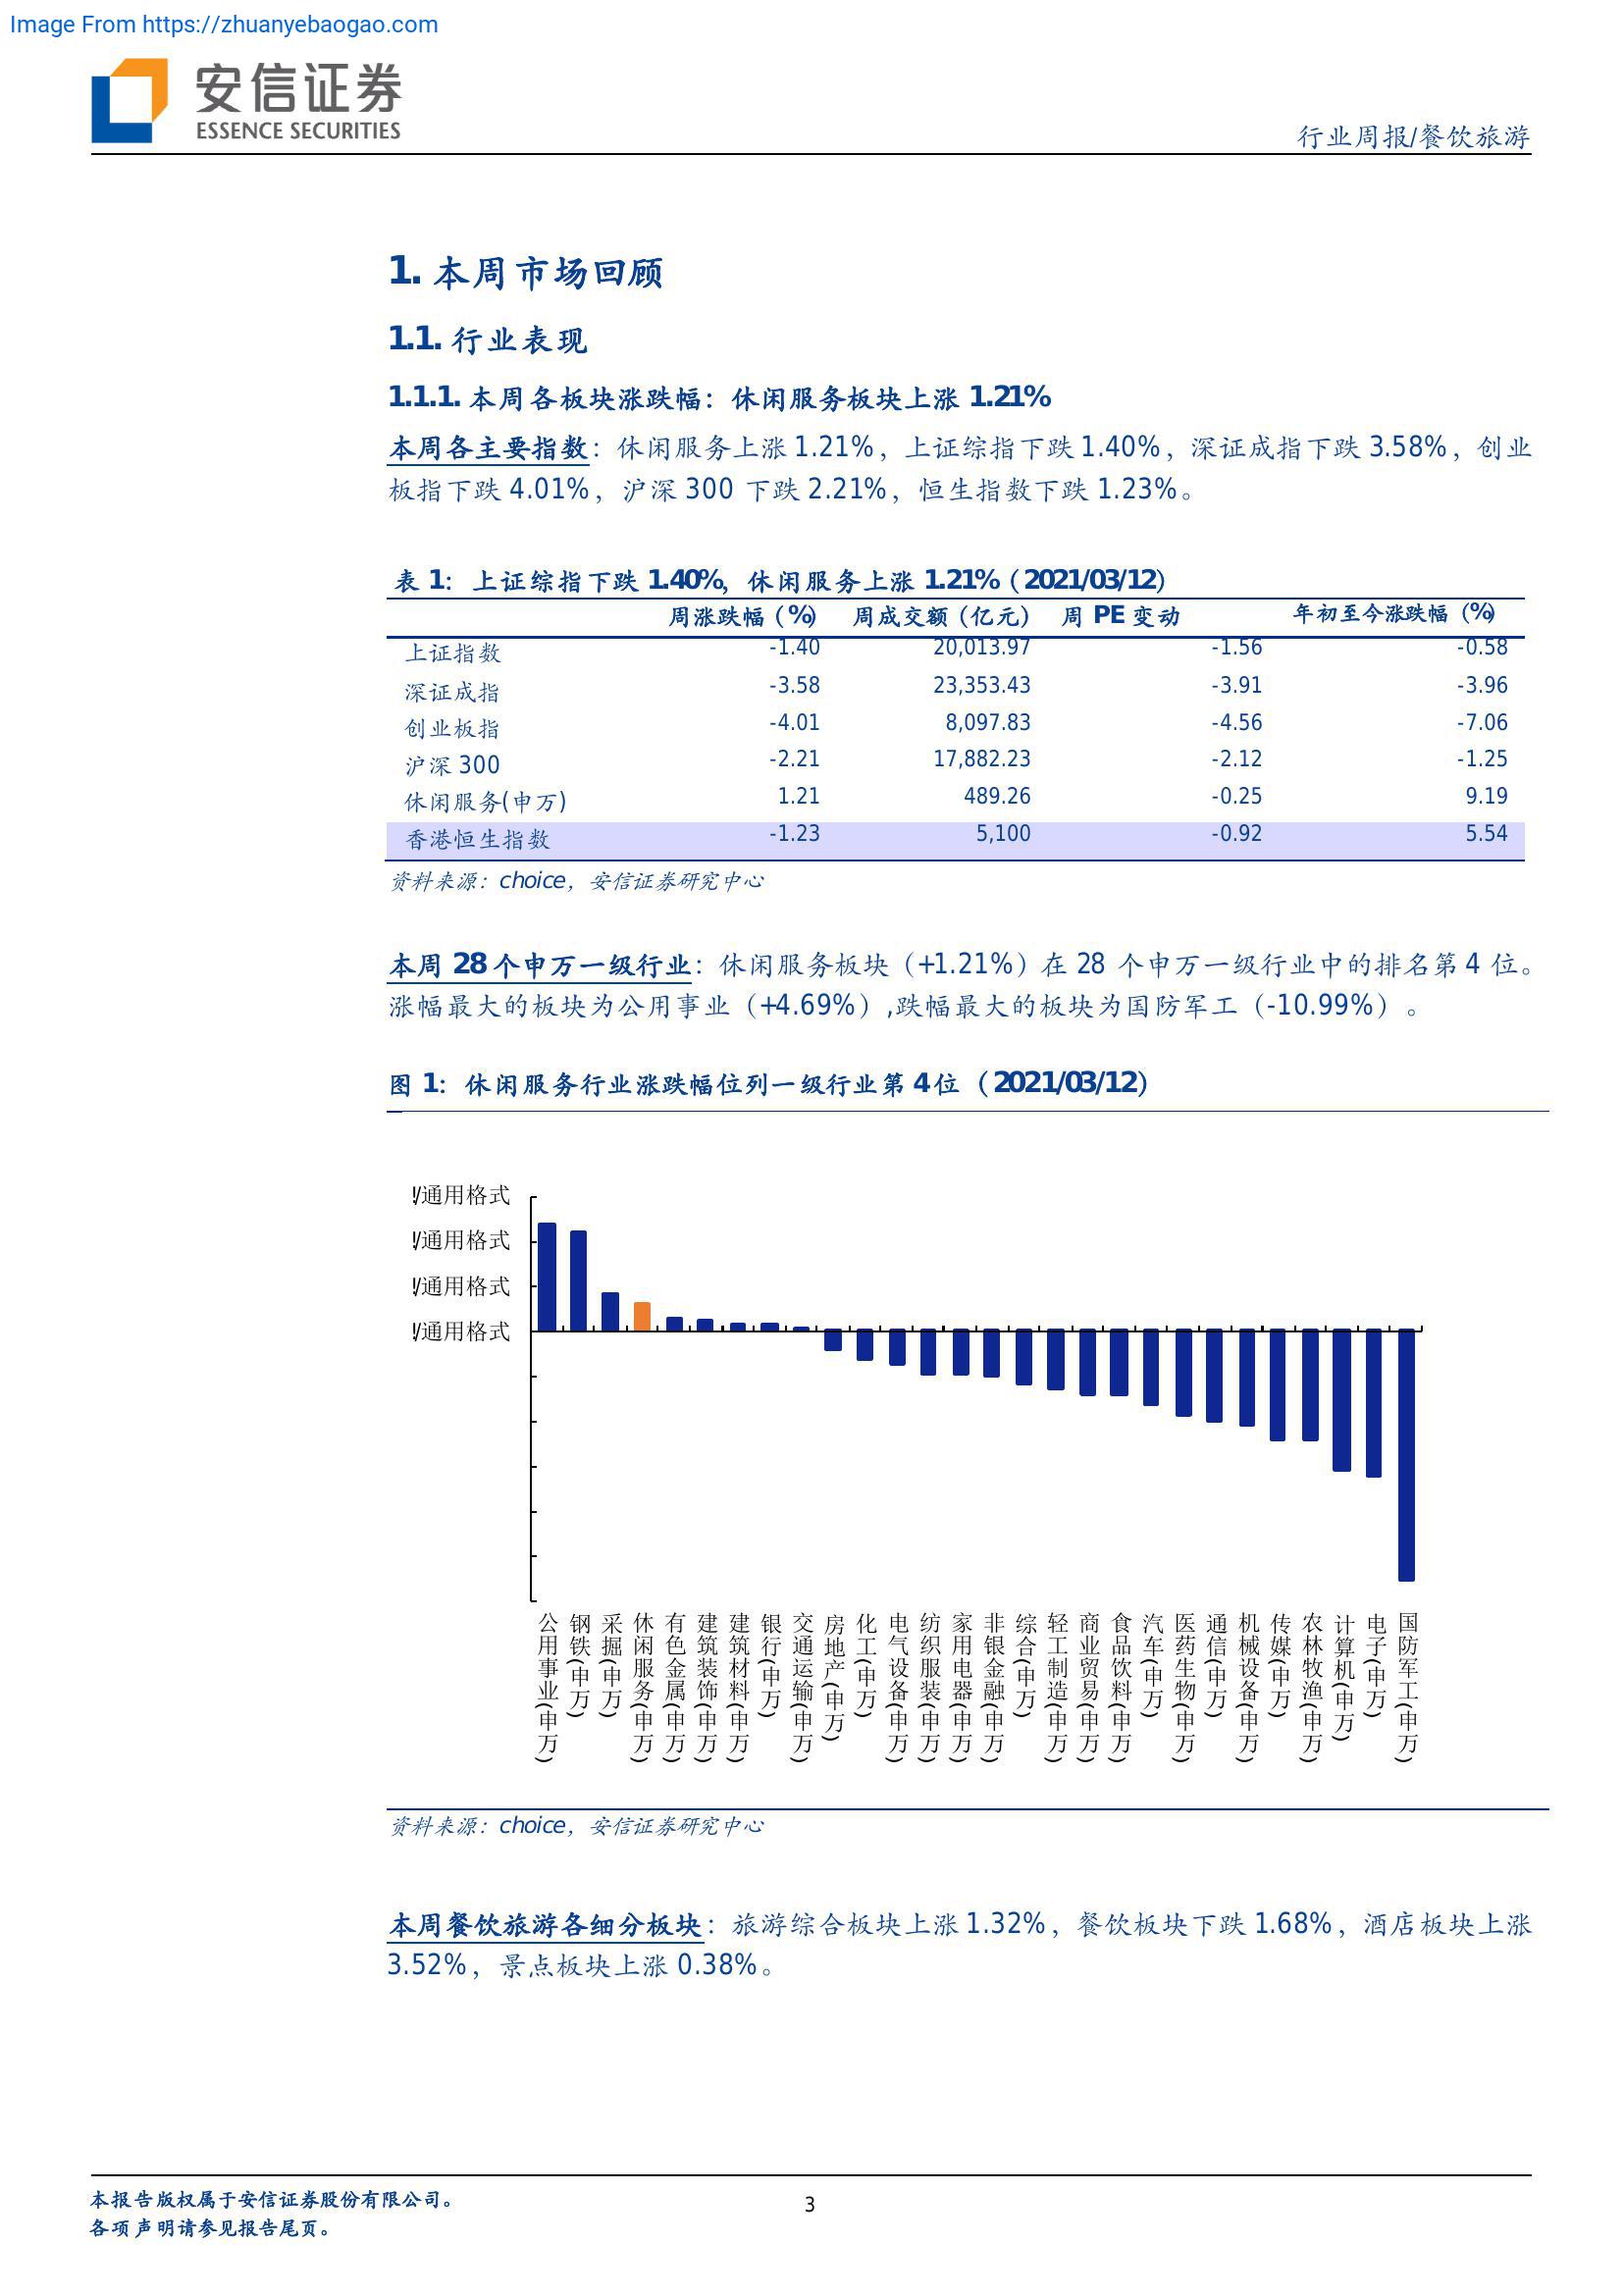 Image From https://zhuanyebaogao.com
安信证券
ESSENCE SECURITIES
行业周报/餐饮旅游
1. 本周市场回顾
1.1. 行业表现
1.1.1. 本周各板块涨跌幅：休闲服务板块上涨 1.21%
本周各主要指数：休闲服务上涨 1.21%，上证综指下跌 1.40%，深证成指下跌 3.58%，创业
板指下跌 4.01%，沪深 300 下跌 2.21%，恒生指数下跌 1.23%。
表 1：上证综指下跌 1.40%，休闲服务上涨 1.21%（2021/03/12）
周涨跌幅（%） 周成交额（亿元） 周 PE 变动 年初至今涨跌幅（%）
上证指数 -1.40 20,013.97 -1.56 -0.58
深证成指 -3.58 23,353.43 -3.91 -3.96
创业板指 -4.01 8,097.83 -4.56 -7.06
沪深 300 -2.21 17,882.23 -2.12 -1.25
休闲服务(申万) 1.21 489.26 -0.25 9.19
香港恒生指数 -1.23 5,100 -0.92 5.54
资料来源：choice，安信证券研究中心
本周 28 个申万一级行业：休闲服务板块（+1.21%）在 28 个申万一级行业中的排名第 4 位。
涨幅最大的板块为公用事业（+4.69%）,跌幅最大的板块为国防军工（-10.99%）。
图 1：休闲服务行业涨跌幅位列一级行业第 4 位（2021/03/12）
!/通用格式
!/通用格式
!/通用格式
!/通用格式
公用事业(申万)
钢铁(申万)
采掘(申万)
休闲服务(申万)
有色金属(申万)
建筑装饰(申万)
建筑材料(申万)
银行(申万)
交通运输(申万)
房地产(申万)
化工(申万)
电气设备(申万)
纺织服装(申万)
家用电器(申万)
非银金融(申万)
综合(申万)
轻工制造(申万)
商业贸易(申万)
食品饮料(申万)
汽车(申万)
医药生物(申万)
通信(申万)
机械设备(申万)
传媒(申万)
农林牧渔(申万)
计算机(申万)
电子(申万)
国防军工(申万)
资料来源：choice，安信证券研究中心
本周餐饮旅游各细分板块：旅游综合板块上涨 1.32%，餐饮板块下跌 1.68%，酒店板块上涨
3.52%，景点板块上涨 0.38%。
本报告版权属于安信证券股份有限公司。
各项声明请参见报告尾页。
3